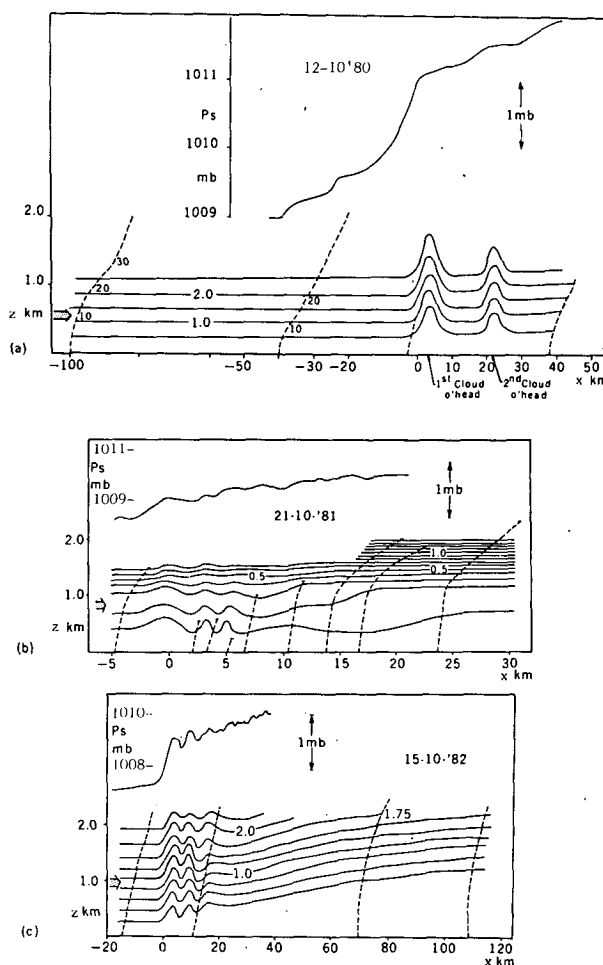 12-10'80
1011
Ps
1010
mb
1009
1mb
2.0
1.0
z km
30
20
10
2.0
1.0
20
10
(a)
-100 -50 -40 -30 -20 0 10 20 30 40 50
1st Cloud o'head
2nd Cloud o'head
x km
1011-
Ps
mb
1009-
1mb
21-10-'81
2.0
1.0
z km
0.5
1.0
0.5
(b)
-5 0 5 10 15 20 25 30
x km
1010-
Ps
mb
1008-
1mb
15-10-'82
2.0
1.0
z km
2.0
1.0
1.75
(c)
-20 0 20 40 60 80 100 120
x km